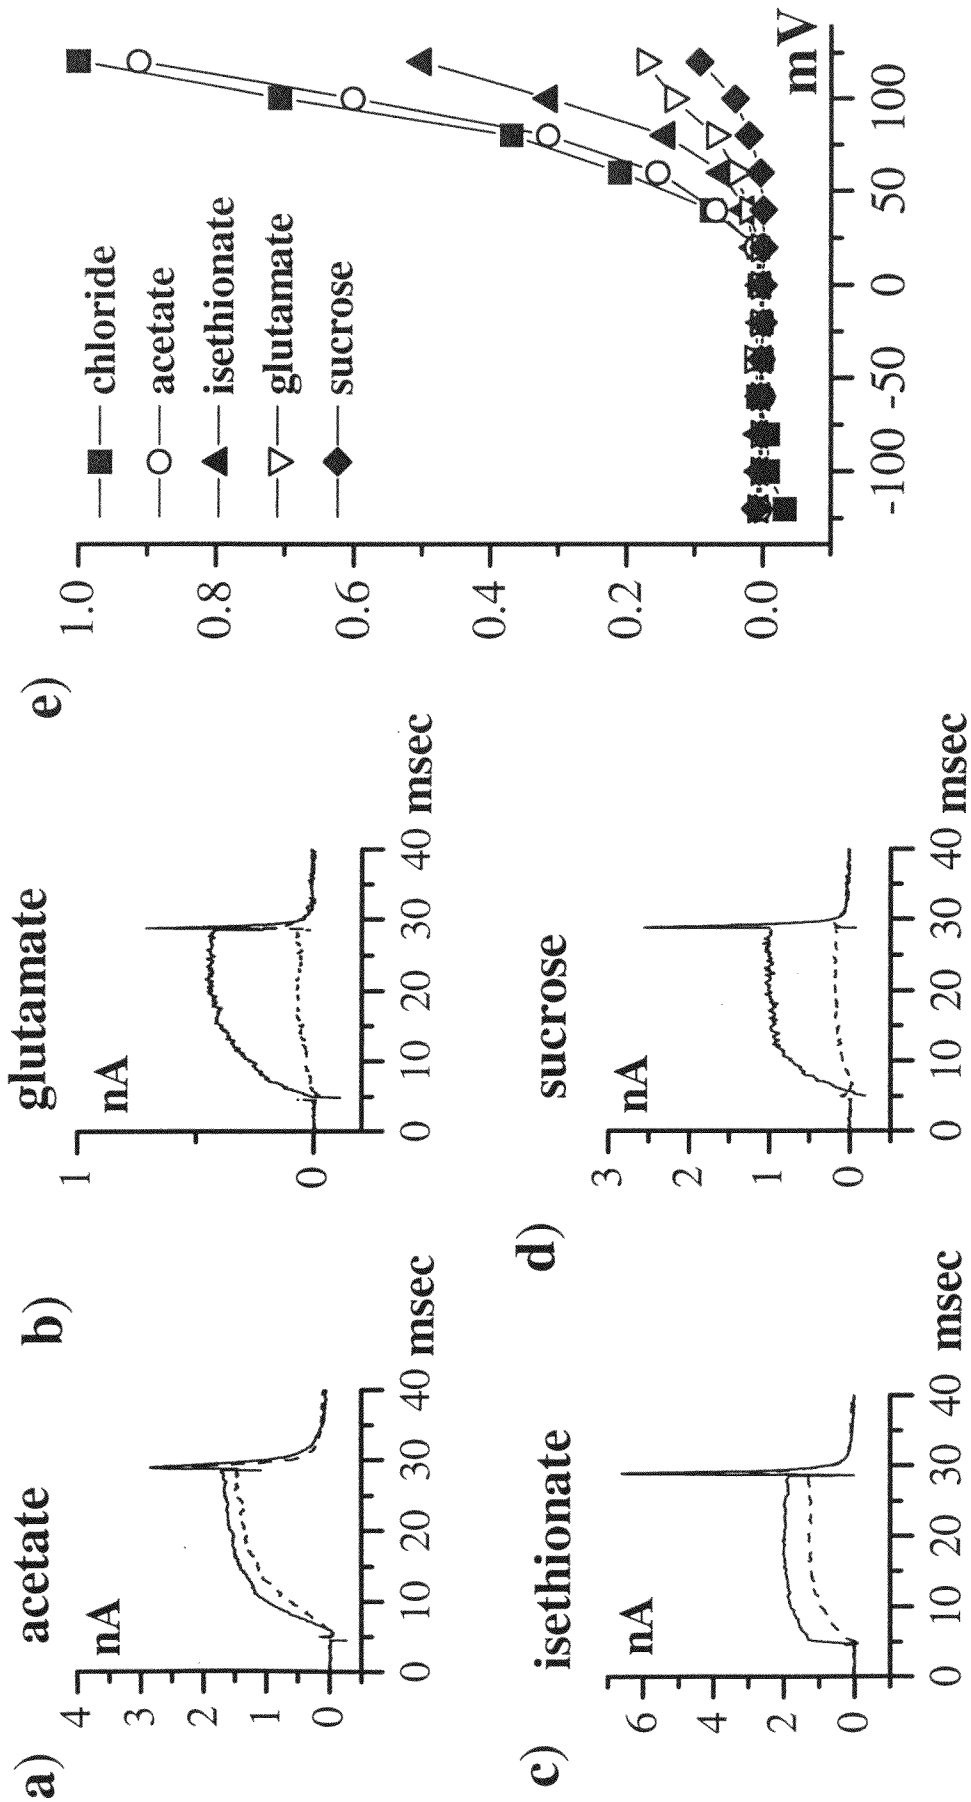 a)
acetate
nA
4
3
2
1
0
0 10 20 30 40 msec
b)
glutamate
nA
1
0
0 10 20 30 40 msec
c)
isethionate
nA
6
4
2
0
0 10 20 30 40 msec
d)
sucrose
nA
3
2
1
0
0 10 20 30 40 msec
e)
1.0
0.8
0.6
0.4
0.2
0.0
chloride
acetate
isethionate
glutamate
sucrose
mV
-100 -50 0 50 100